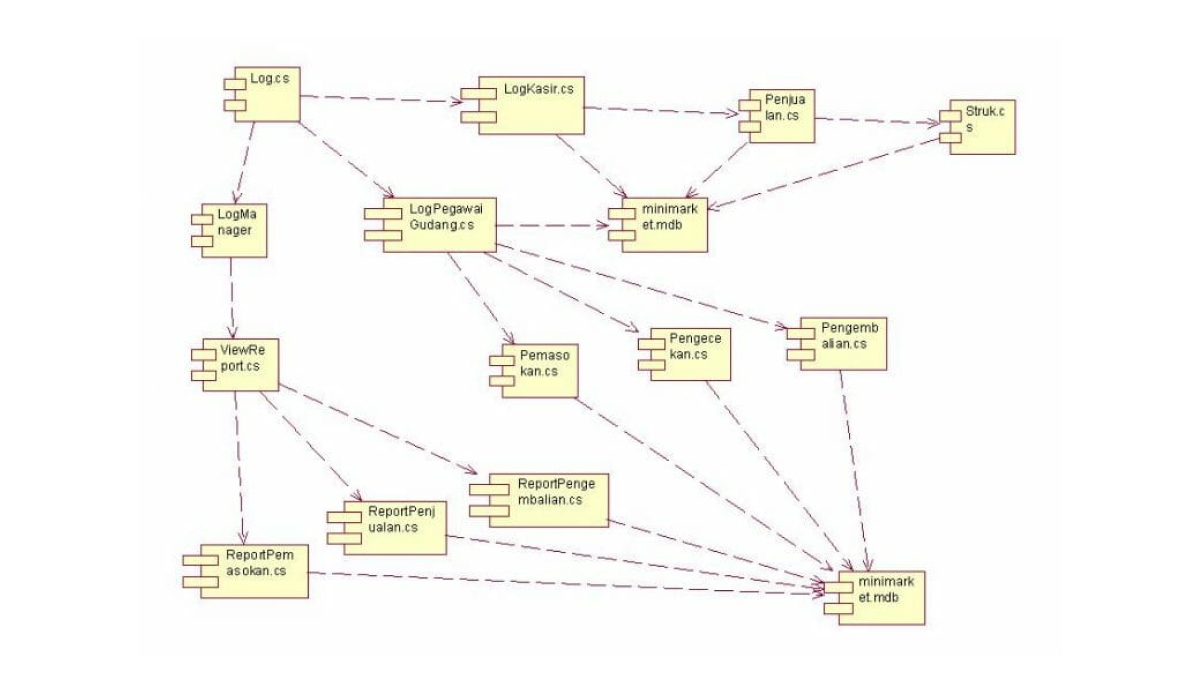 Log.cs
LogKasir.cs
Penjua
lan.cs
Struk.c
s
LogMa
nager
LogPegawai
Gudang.cs
minimark
et.mdb
ViewRe
port.cs
Pemaso
kan.cs
Pengece
kan.cs
Pengemb
alian.cs
ReportPem
asokan.cs
ReportPenj
ualan.cs
ReportPenge
mbalian.cs
minimark
et.mdb